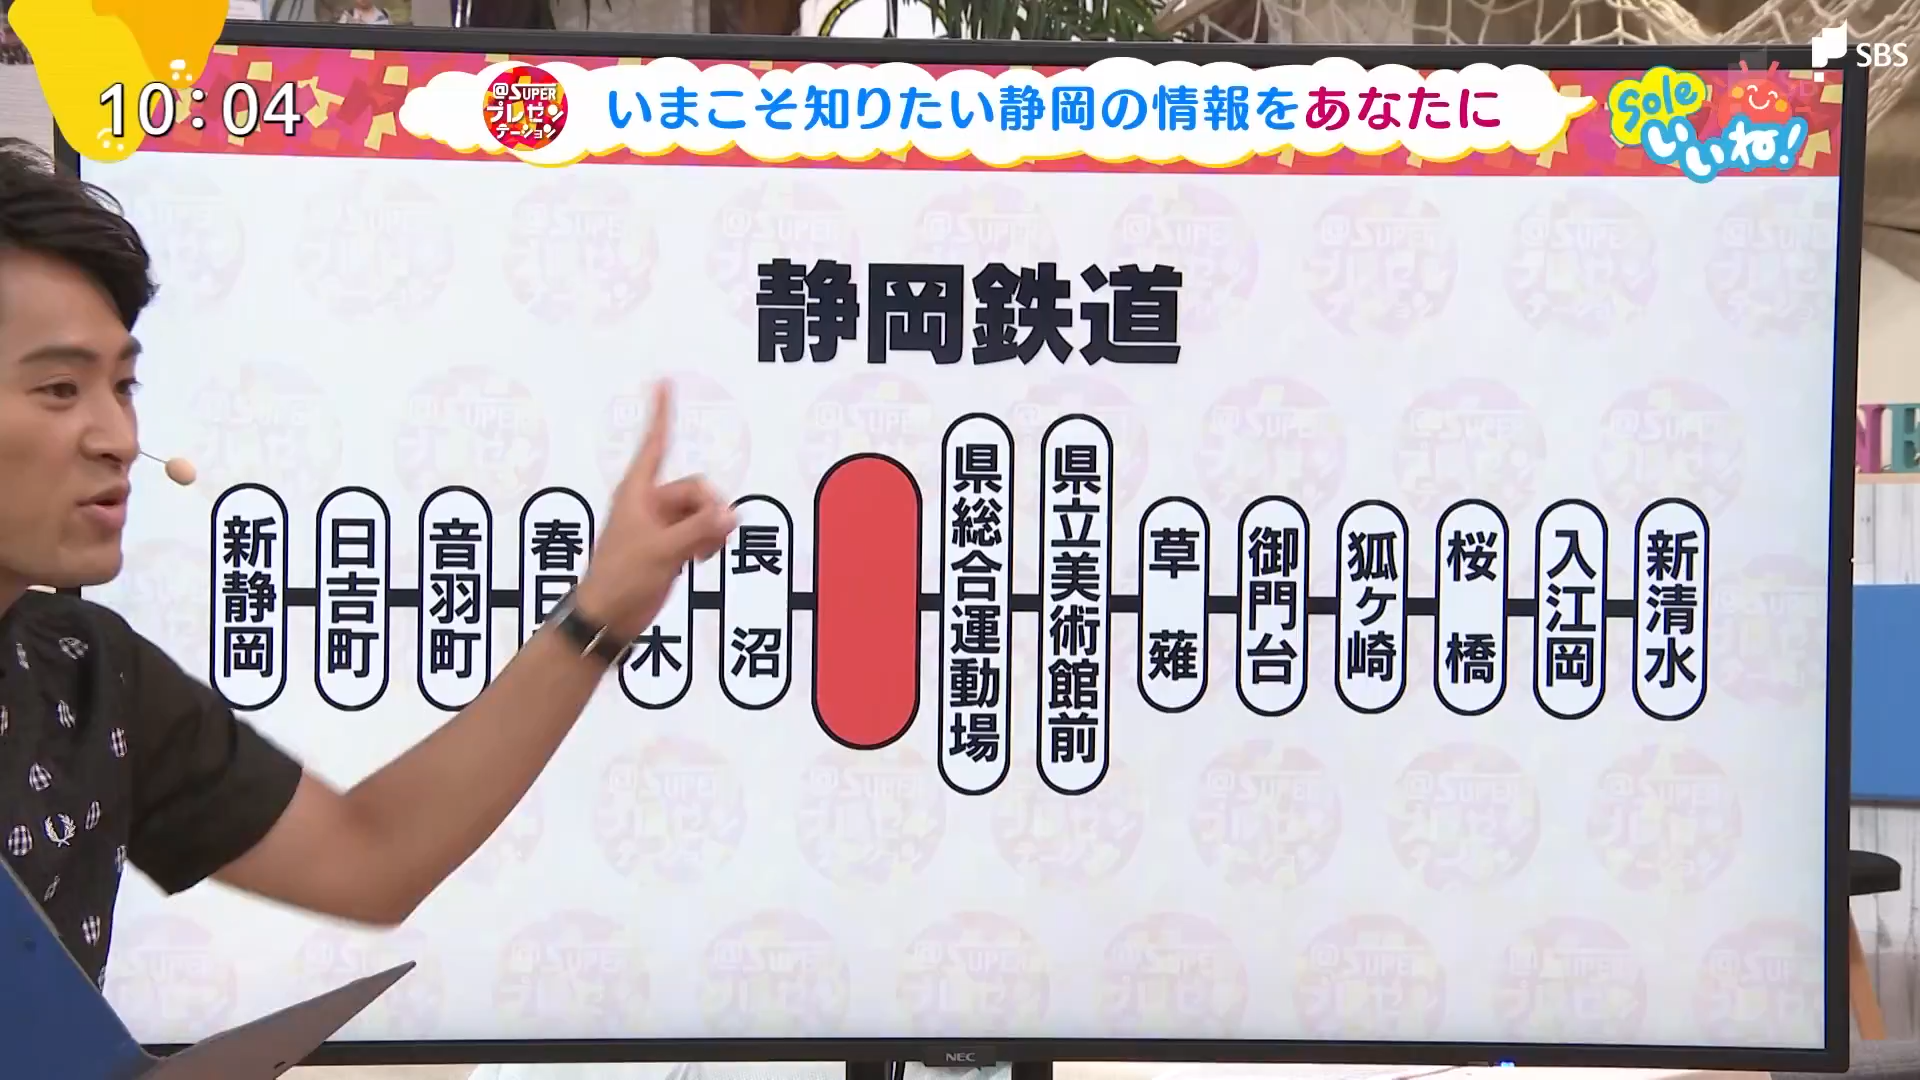 10:04
@SUPER
プレゼン
テーション
いまこそ知りたい静岡の情報をあなたに
Sole
いいね!
SBS
静岡鉄道
新静岡
日吉町
音羽町
春日
木
長沼
県総合運動場
県立美術館前
草薙
御門台
狐ヶ崎
桜橋
入江岡
新清水
NEC